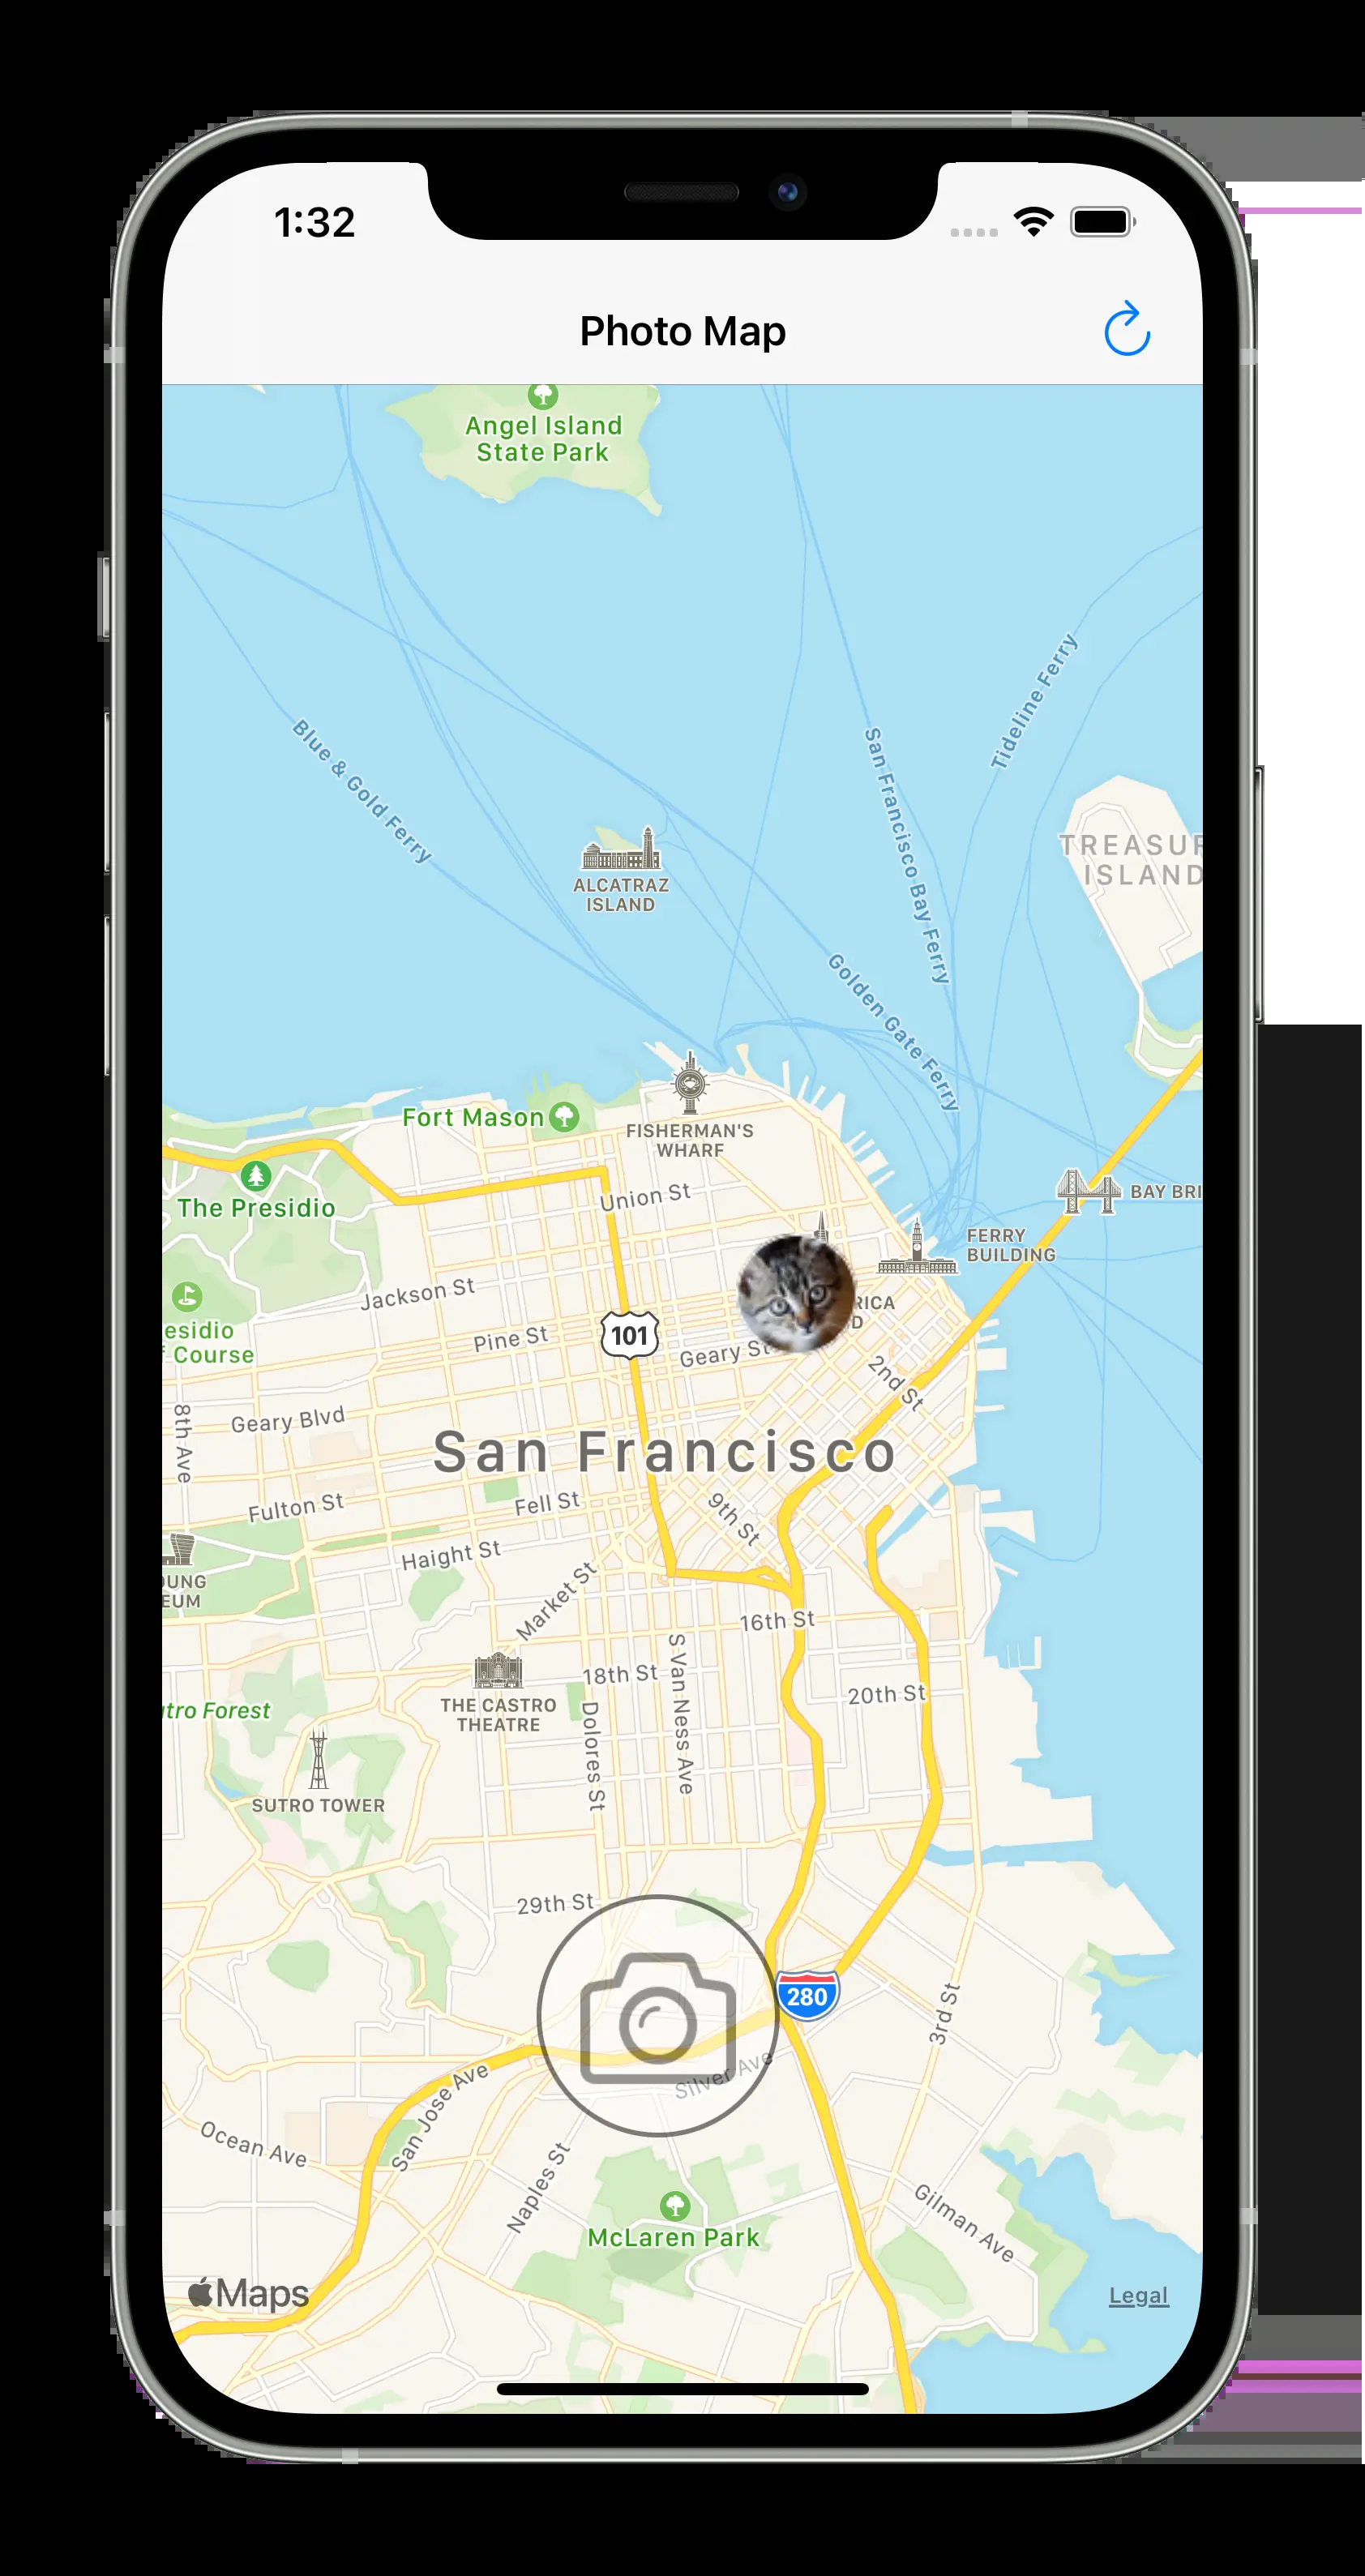 1:32
Photo Map
Angel Island
State Park
Tideline Ferry
Blue & Gold Ferry
San Francisco Bay Ferry
TREASUR
ISLAND
ALCATRAZ
ISLAND
Golden Gate Ferry
Fort Mason
FISHERMAN'S
WHARF
The Presidio
Union St
BAY BRI
FERRY
BUILDING
Jackson St
RICA
D
esidio
Course
Pine St
101
Geary St
2nd St
8th Ave
Geary Blvd
San Francisco
Fulton St
Fell St
9th St
Haight St
OUNG
EUM
Market St
16th St
18th St
S Van Ness Ave
20th St
THE CASTRO
THEATRE
utro Forest
Dolores St
SUTRO TOWER
29th St
280
3rd St
Silver Ave
San Jose Ave
Ocean Ave
Naples St
Gilman Ave
McLaren Park
Maps
Legal